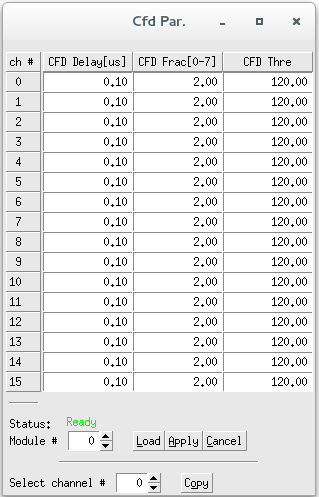 Cfd Par.
ch # CFD Delay[us] CFD Frac[0-7] CFD Thre
0 0.10 2.00 120.00
1 0.10 2.00 120.00
2 0.10 2.00 120.00
3 0.10 2.00 120.00
4 0.10 2.00 120.00
5 0.10 2.00 120.00
6 0.10 2.00 120.00
7 0.10 2.00 120.00
8 0.10 2.00 120.00
9 0.10 2.00 120.00
10 0.10 2.00 120.00
11 0.10 2.00 120.00
12 0.10 2.00 120.00
13 0.10 2.00 120.00
14 0.10 2.00 120.00
15 0.10 2.00 120.00
Status: Ready
Module # 0 Load Apply Cancel
Select channel # 0 Copy